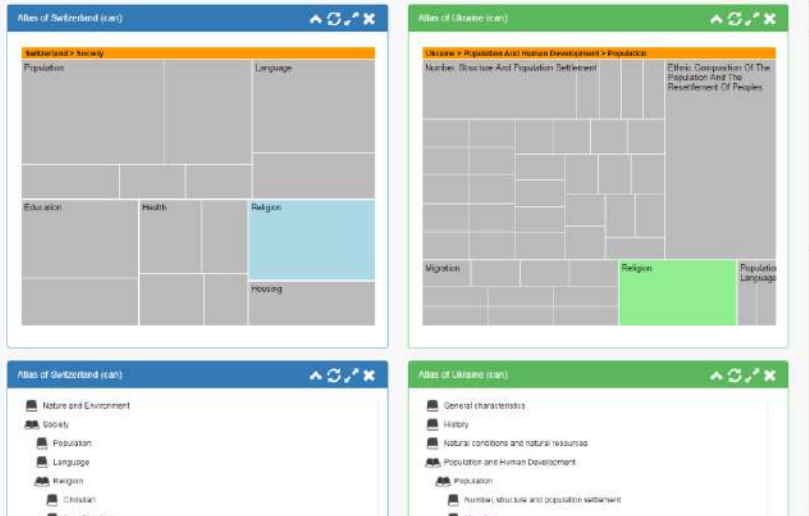 Atlas of Switzerland (can)
Switzerland > Society
Population
Language
Education
Health
Religion
Housing
Atlas of Ukraine (can)
Ukraine > Population And Human Development > Population
Number, Structure And Population Settlement
Ethnic Composition Of The
Population And The
Resettlement Of Peoples
Migration
Religion
Population
Language
Atlas of Switzerland (can)
Nature and Environment
Society
Population
Language
Religion
Christian
Atlas of Ukraine (can)
General characteristics
History
Natural conditions and natural resources
Population and Human Development
Population
Number, structure and population settlement